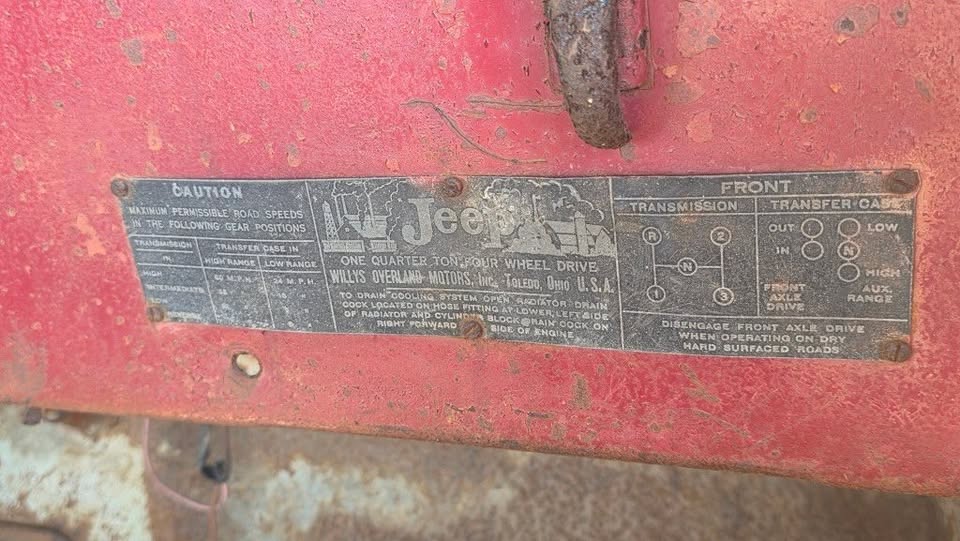 CAUTION
MAXIMUM PERMISSIBLE ROAD SPEEDS
IN THE FOLLOWING GEAR POSITIONS
TRANSMISSION
IN
TRANSFER CASE IN
HIGH RANGE
LOW RANGE
HIGH
60 M.P.H.
24 M.P.H.
INTERMEDIATE
LOW
Jeep
ONE QUARTER TON FOUR WHEEL DRIVE
WILLYS OVERLAND MOTORS, INC. TOLEDO, OHIO U.S.A.
TO DRAIN COOLING SYSTEM OPEN RADIATOR DRAIN
COCK LOCATED ON HOSE FITTING AT LOWER, LEFT SIDE
OF RADIATOR AND CYLINDER BLOCK DRAIN COCK ON
RIGHT FORWARD SIDE OF ENGINE
FRONT
TRANSMISSION
R
2
N
1
3
TRANSFER CASE
OUT
LOW
IN
N
HIGH
FRONT
AXLE
DRIVE
AUX.
RANGE
DISENGAGE FRONT AXLE DRIVE
WHEN OPERATING ON DRY
HARD SURFACED ROADS